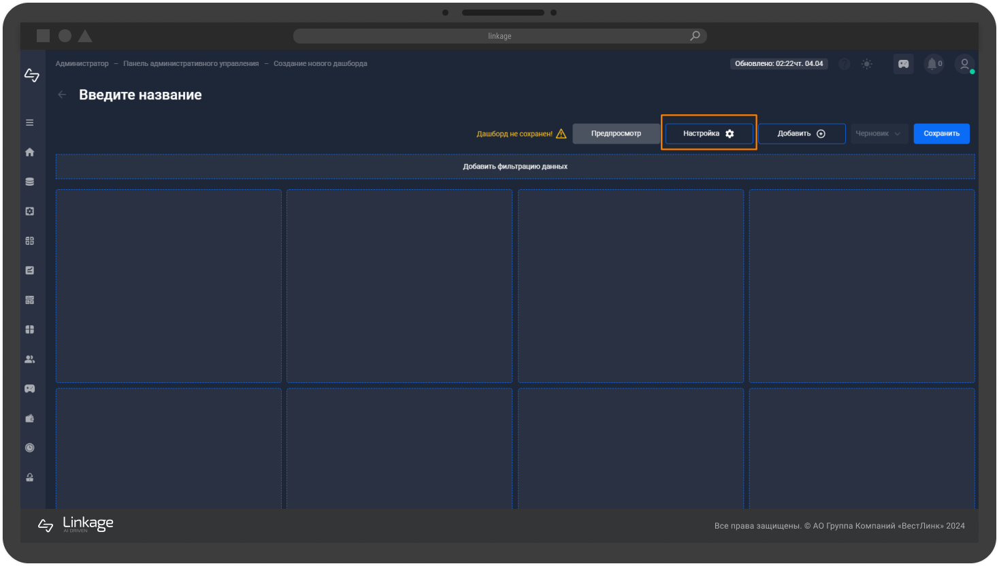 linkage
Администратор – Панель административного управления – Создание нового дашборда
Обновлено: 02:22чт. 04.04
0
Введите название
Дашборд не сохранен!
Предпросмотр
Настройка
Добавить
Черновик
Сохранить
Добавить фильтрацию данных
Linkage
AI DRIVEN
Все права защищены. © АО Группа Компаний «ВестЛинк» 2024